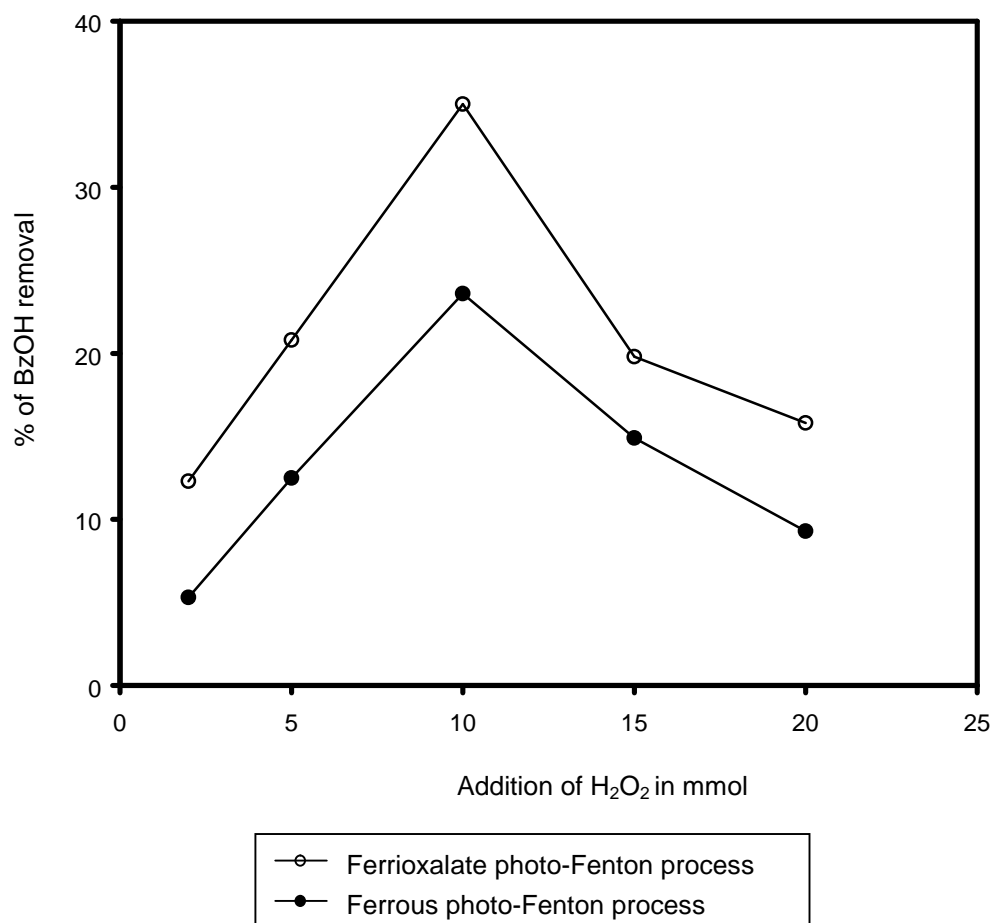 40
30
20
10
0
% of BzOH removal
0 5 10 15 20 25
Addition of H₂O₂ in mmol
Ferrioxalate photo-Fenton process
Ferrous photo-Fenton process